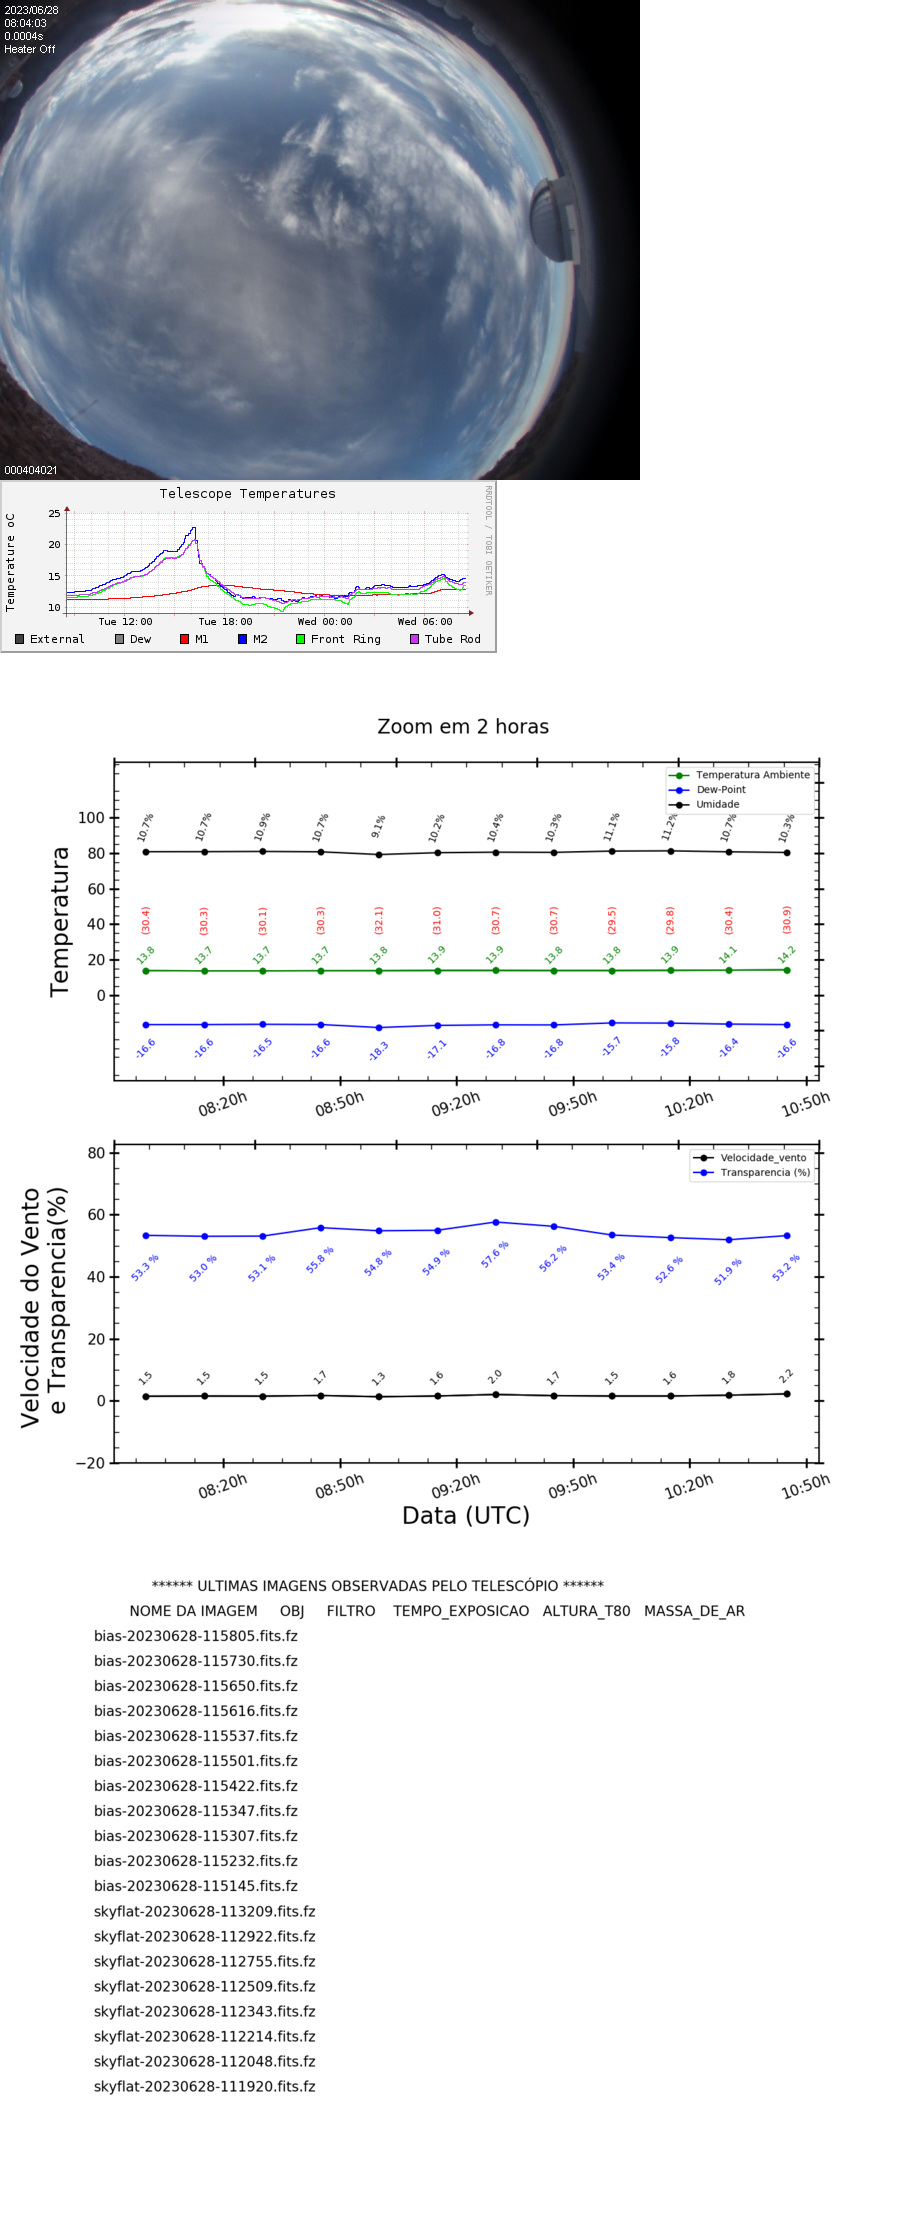 2023/06/28
08:04:03
0.0004s
Heater Off
000404021
Telescope Temperatures
RRDTOOL / TOBI OETIKER
Temperature oC
25
20
15
10
Tue 12:00 Tue 18:00 Wed 00:00 Wed 06:00
External Dew M1 M2 Front Ring Tube Rod
Zoom em 2 horas
Temperatura Ambiente
Dew-Point
Umidade
Temperatura
100
80
60
40
20
0
10.7% 10.7% 10.9% 10.7% 9.1% 10.2% 10.4% 10.3% 11.1% 11.2% 10.7% 10.3%
(30.4) (30.3) (30.1) (30.3) (32.1) (31.0) (30.7) (30.7) (29.5) (29.8) (30.4) (30.9)
13.8 13.7 13.7 13.7 13.8 13.9 13.9 13.8 13.8 13.9 14.1 14.2
-16.6 -16.6 -16.5 -16.6 -18.3 -17.1 -16.8 -16.8 -15.7 -15.8 -16.4 -16.6
08:20h 08:50h 09:20h 09:50h 10:20h 10:50h
Velocidade_vento
Transparencia (%)
Velocidade do Vento
e Transparencia(%)
80
60
40
20
0
−20
53.3 % 53.0 % 53.1 % 55.8 % 54.8 % 54.9 % 57.6 % 56.2 % 53.4 % 52.6 % 51.9 % 53.2 %
1.5 1.5 1.5 1.7 1.3 1.6 2.0 1.7 1.5 1.6 1.8 2.2
08:20h 08:50h 09:20h 09:50h 10:20h 10:50h
Data (UTC)
****** ULTIMAS IMAGENS OBSERVADAS PELO TELESCÓPIO ******
NOME DA IMAGEM OBJ FILTRO TEMPO_EXPOSICAO ALTURA_T80 MASSA_DE_AR
bias-20230628-115805.fits.fz
bias-20230628-115730.fits.fz
bias-20230628-115650.fits.fz
bias-20230628-115616.fits.fz
bias-20230628-115537.fits.fz
bias-20230628-115501.fits.fz
bias-20230628-115422.fits.fz
bias-20230628-115347.fits.fz
bias-20230628-115307.fits.fz
bias-20230628-115232.fits.fz
bias-20230628-115145.fits.fz
skyflat-20230628-113209.fits.fz
skyflat-20230628-112922.fits.fz
skyflat-20230628-112755.fits.fz
skyflat-20230628-112509.fits.fz
skyflat-20230628-112343.fits.fz
skyflat-20230628-112214.fits.fz
skyflat-20230628-112048.fits.fz
skyflat-20230628-111920.fits.fz